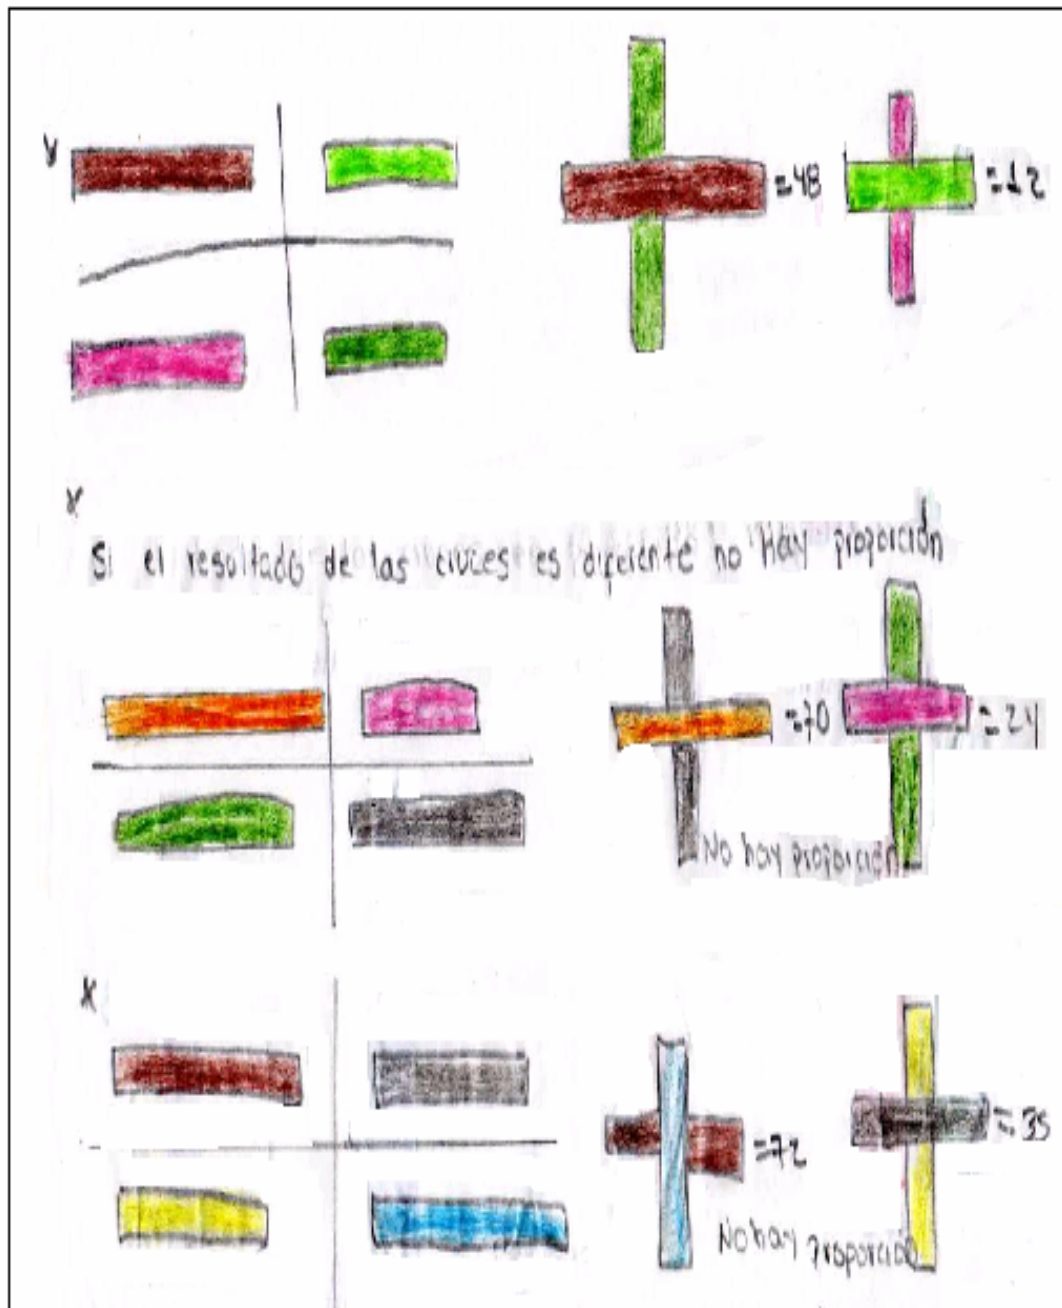 =48
=12
Si el resultado de las cruces es diferente no Hay proporción
=70
=24
No hay proporción
=72
=35
No hay proporción